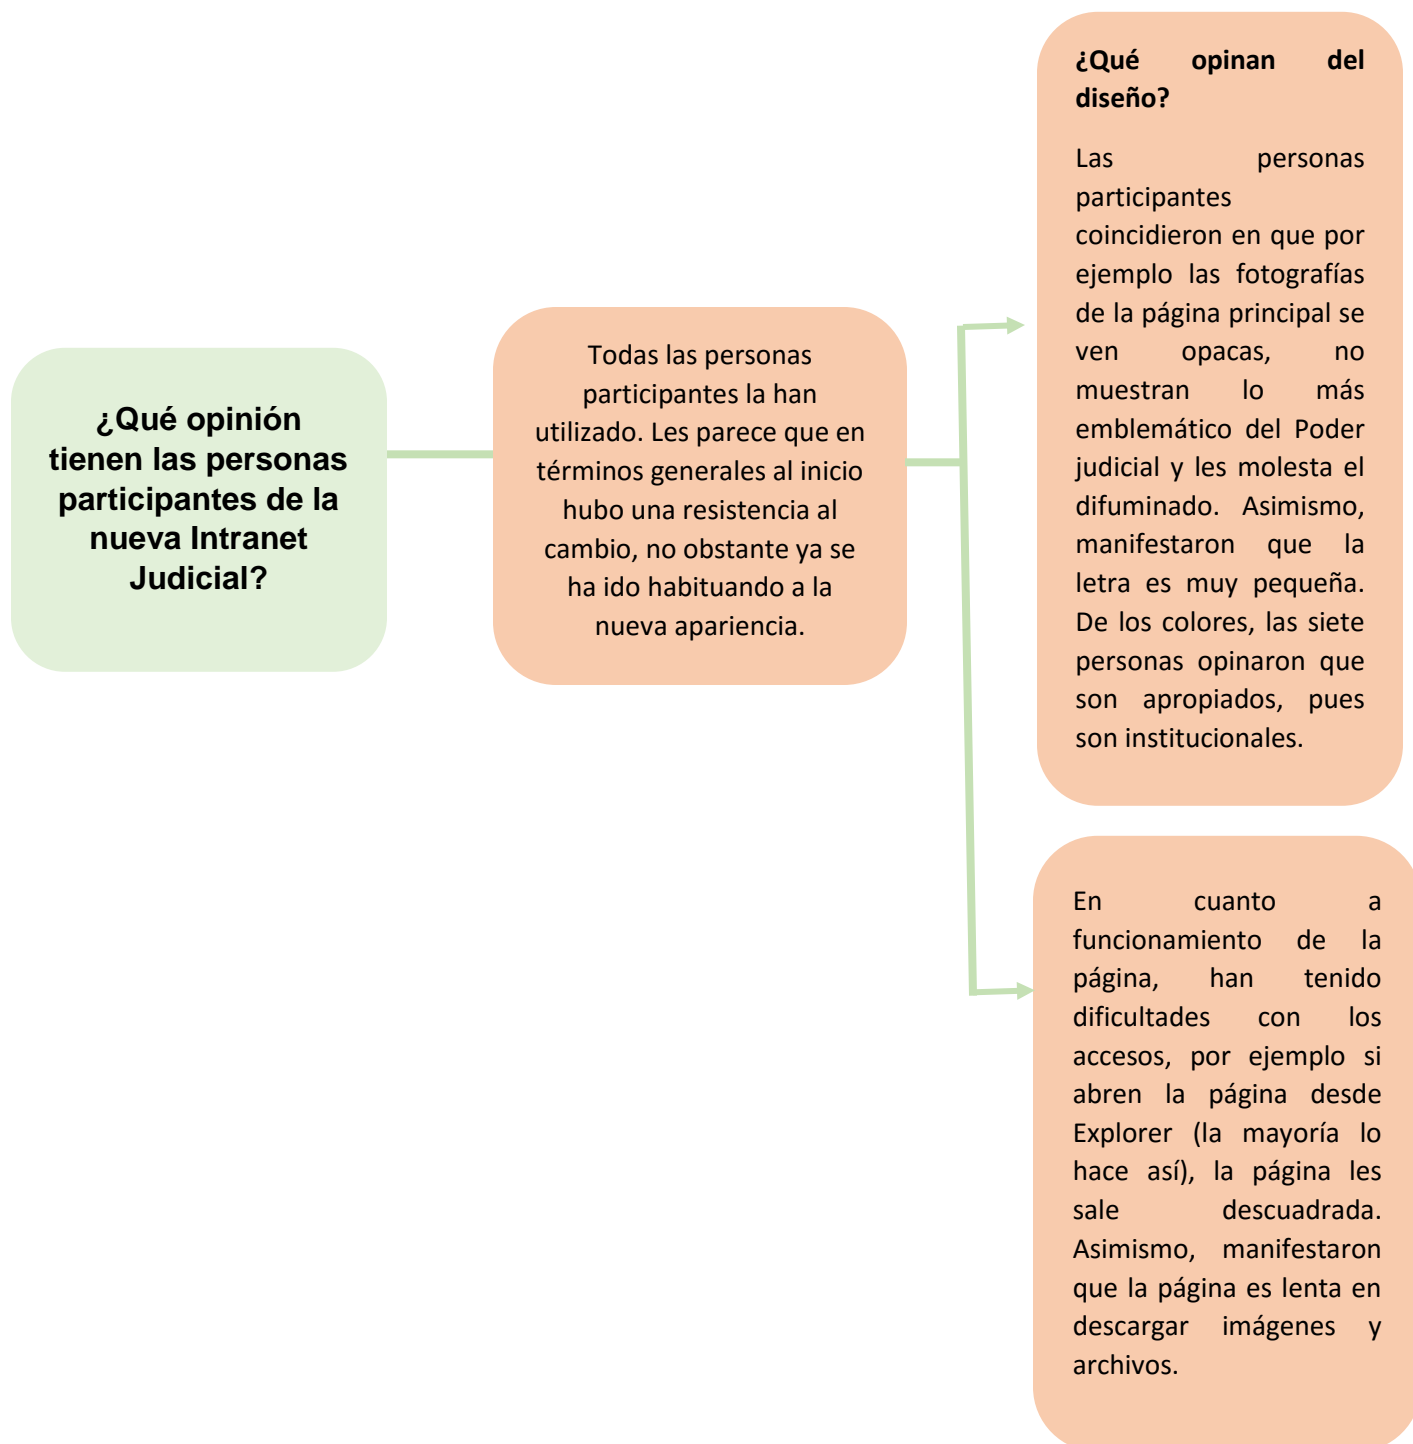 ¿Qué opinión
tienen las personas
participantes de la
nueva Intranet
Judicial?
Todas las personas
participantes la han
utilizado. Les parece que en
términos generales al inicio
hubo una resistencia al
cambio, no obstante ya se
ha ido habituando a la
nueva apariencia.
¿Qué opinan del
diseño?
Las personas
participantes
coincidieron en que por
ejemplo las fotografías
de la página principal se
ven opacas, no
muestran lo más
emblemático del Poder
judicial y les molesta el
difuminado. Asimismo,
manifestaron que la
letra es muy pequeña.
De los colores, las siete
personas opinaron que
son apropiados, pues
son institucionales.
En cuanto a
funcionamiento de la
página, han tenido
dificultades con los
accesos, por ejemplo si
abren la página desde
Explorer (la mayoría lo
hace así), la página les
sale descuadrada.
Asimismo, manifestaron
que la página es lenta en
descargar imágenes y
archivos.